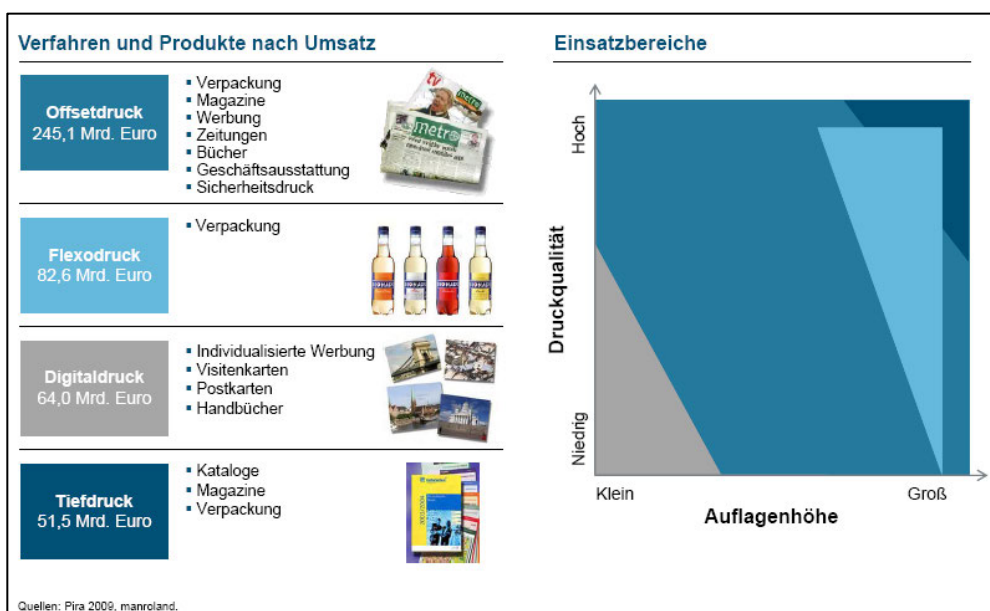 Verfahren und Produkte nach Umsatz
Offsetdruck
245,1 Mrd. Euro
▪ Verpackung
▪ Magazine
▪ Werbung
▪ Zeitungen
▪ Bücher
▪ Geschäftsausstattung
▪ Sicherheitsdruck
tv
metro
Flexodruck
82,6 Mrd. Euro
▪ Verpackung
Digitaldruck
64,0 Mrd. Euro
▪ Individualisierte Werbung
▪ Visitenkarten
▪ Postkarten
▪ Handbücher
Tiefdruck
51,5 Mrd. Euro
▪ Kataloge
▪ Magazine
▪ Verpackung
Quellen: Pira 2009, manroland.
Einsatzbereiche
Druckqualität
Hoch
Niedrig
Klein
Groß
Auflagenhöhe